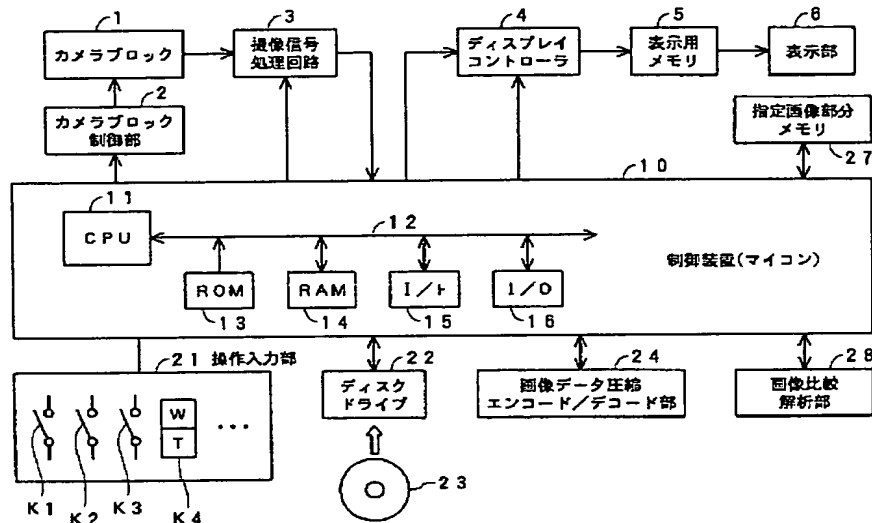 1
カメラブロック
2
カメラブロック
制御部
3
撮像信号
処理回路
4
ディスプレイ
コントローラ
5
表示用
メモリ
6
表示部
指定画像部分
メモリ
27
10
11
CPU
12
ROM
13
RAM
14
I/F
15
I/O
16
制御装置(マイコン)
21 操作入力部
W
T
...
K1
K2
K3
K4
22
ディスク
ドライブ
23
24
画像データ圧縮
エンコード/デコード部
28
画像比較
解析部